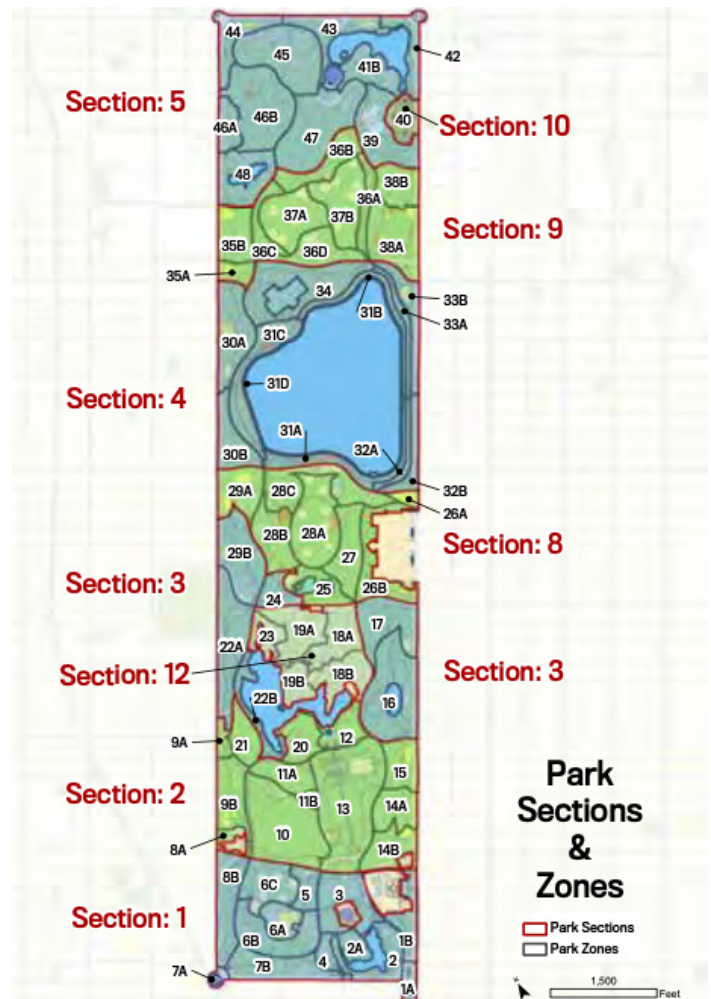 44
43
42
45
41B
Section: 5
46A
46B
47
39
40
Section: 10
36B
48
38B
36A
37A
37B
Section: 9
35B
36C
36D
38A
35A
34
33B
31B
33A
30A
31C
31D
Section: 4
31A
32A
30B
32B
29A
28C
26A
28B
28A
27
Section: 8
29B
25
26B
Section: 3
24
17
23
19A
18A
22A
Section: 12
19B
18B
Section: 3
22B
16
9A
21
20
12
11A
15
Park
Sections
&
Zones
Section: 2
9B
11B
13
14A
10
8A
14B
8B
6C
5
3
Section: 1
6A
6B
2A
1B
7A
7B
4
2
1A
Park Sections
Park Zones
1,500
Feet